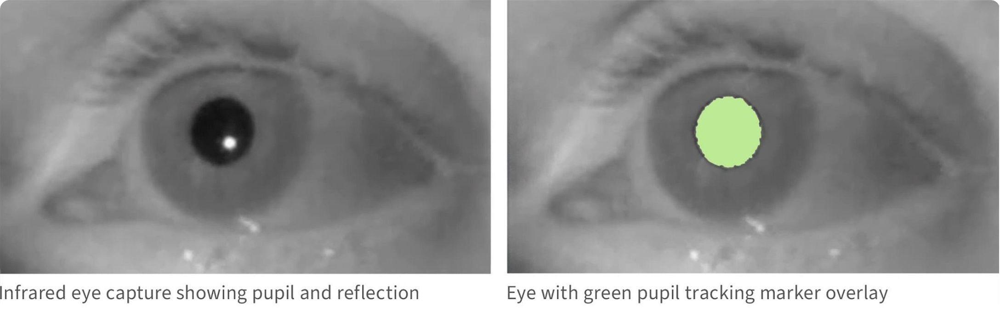 Infrared eye capture showing pupil and reflection
Eye with green pupil tracking marker overlay